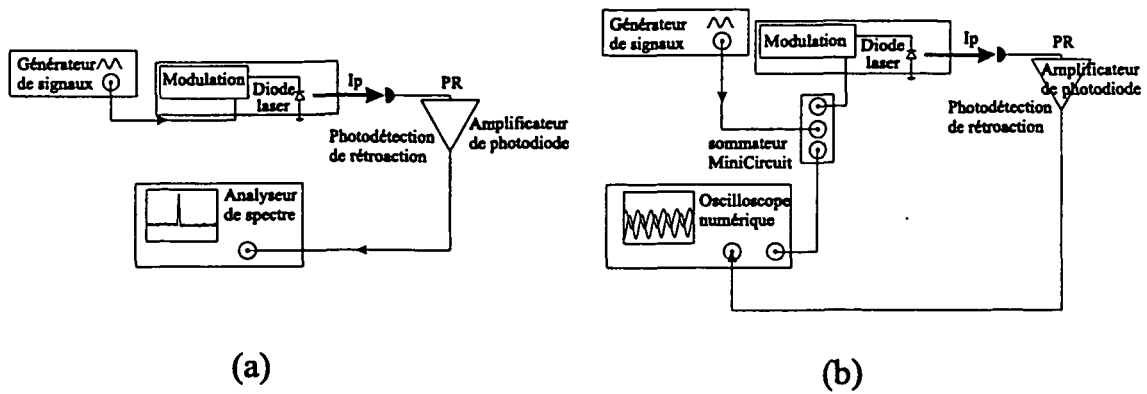 Générateur
de signaux
Modulation
Diode
laser
Ip
PR
Photodétection
de rétroaction
Amplificateur
de photodiode
Analyseur
de spectre
(a)
Générateur
de signaux
Modulation
Diode
laser
Ip
PR
Amplificateur
de photodiode
Photodétection
de rétroaction
sommateur
MiniCircuit
Oscilloscope
numérique
(b)